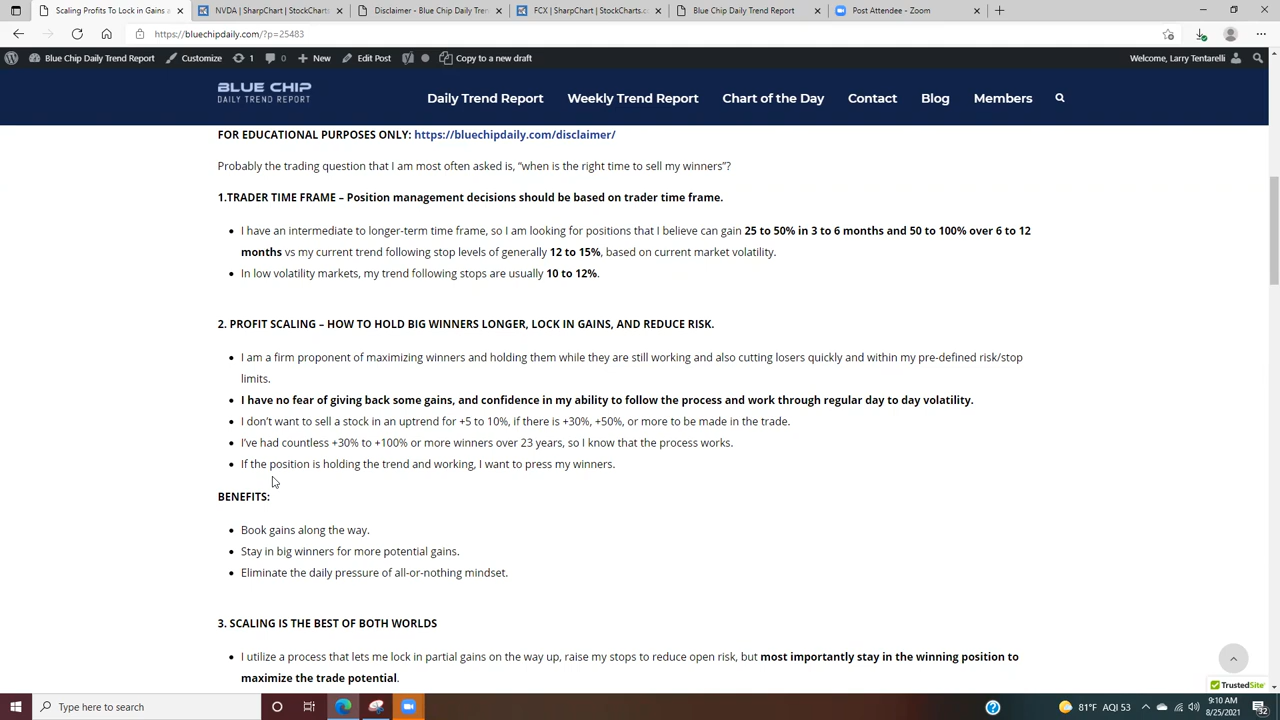 Scaling Profits To Lock in Gains a
NVDA | SharpChart | StockCharts.
Disclaimer - Blue Chip Daily Tren
FCX | SharpChart | StockCharts.c
Blue Chip Daily Trend Report
Post Attendee - Zoom
https://bluechipdaily.com/?p=25483
Blue Chip Daily Trend Report
Customize
1
0
New
Edit Post
Copy to a new draft
Welcome, Larry Tentarelli
BLUE CHIP
DAILY TREND REPORT
Daily Trend Report
Weekly Trend Report
Chart of the Day
Contact
Blog
Members
FOR EDUCATIONAL PURPOSES ONLY: https://bluechipdaily.com/disclaimer/
Probably the trading question that I am most often asked is, “when is the right time to sell my winners”?
1.TRADER TIME FRAME – Position management decisions should be based on trader time frame.
• I have an intermediate to longer-term time frame, so I am looking for positions that I believe can gain 25 to 50% in 3 to 6 months and 50 to 100% over 6 to 12
months vs my current trend following stop levels of generally 12 to 15%, based on current market volatility.
• In low volatility markets, my trend following stops are usually 10 to 12%.
2. PROFIT SCALING – HOW TO HOLD BIG WINNERS LONGER, LOCK IN GAINS, AND REDUCE RISK.
• I am a firm proponent of maximizing winners and holding them while they are still working and also cutting losers quickly and within my pre-defined risk/stop
limits.
• I have no fear of giving back some gains, and confidence in my ability to follow the process and work through regular day to day volatility.
• I don’t want to sell a stock in an uptrend for +5 to 10%, if there is +30%, +50%, or more to be made in the trade.
• I’ve had countless +30% to +100% or more winners over 23 years, so I know that the process works.
• If the position is holding the trend and working, I want to press my winners.
BENEFITS:
• Book gains along the way.
• Stay in big winners for more potential gains.
• Eliminate the daily pressure of all-or-nothing mindset.
3. SCALING IS THE BEST OF BOTH WORLDS
• I utilize a process that lets me lock in partial gains on the way up, raise my stops to reduce open risk, but most importantly stay in the winning position to
maximize the trade potential.
TrustedSite
Type here to search
81°F AQI 53
9:10 AM
8/25/2021
32